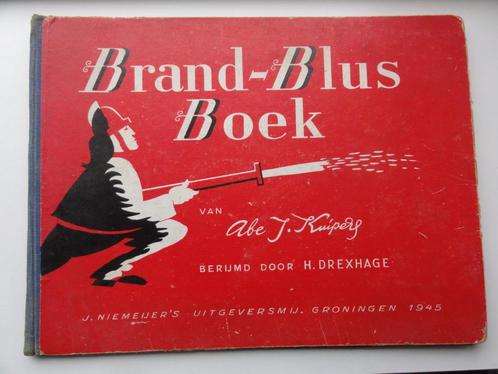 Brand-Blus
Boek
VAN
Abe J. Kuipers
BERIJMD DOOR H. DREXHAGE
J. NIEMEIJER'S UITGEVERSMIJ. GRONINGEN 1945